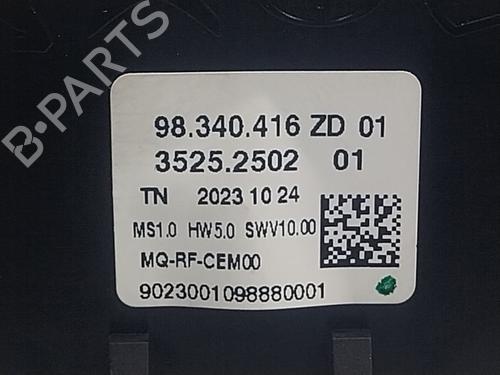 B-PARTS
98.340.416 ZD 01
3525.2502 01
TN 2023 10 24
MS1.0 HW5.0 SWV10.00
MQ-RF-CEM00
9023001098880001